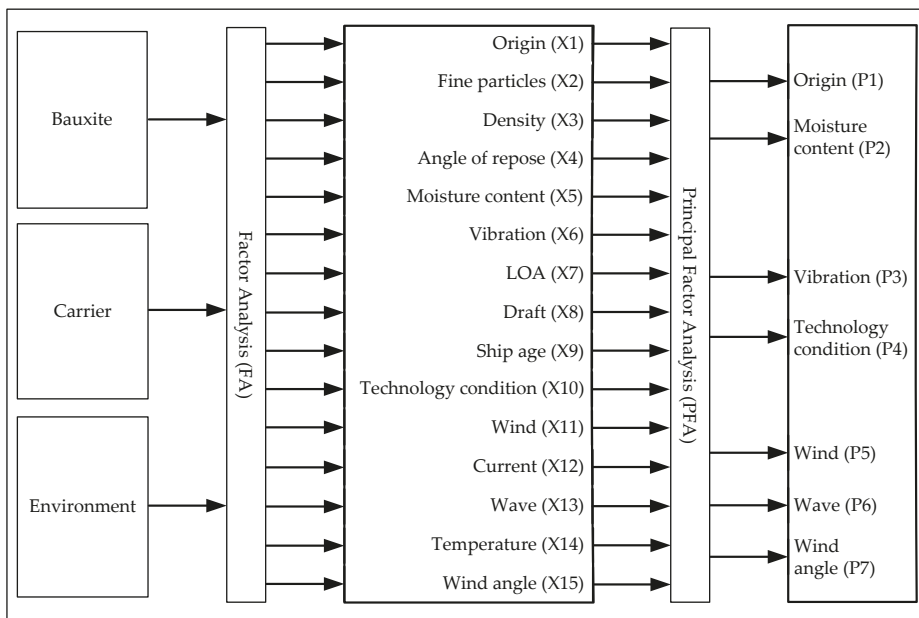 Bauxite
Carrier
Environment
Factor Analysis (FA)
Origin (X1)
Fine particles (X2)
Density (X3)
Angle of repose (X4)
Moisture content (X5)
Vibration (X6)
LOA (X7)
Draft (X8)
Ship age (X9)
Technology condition (X10)
Wind (X11)
Current (X12)
Wave (X13)
Temperature (X14)
Wind angle (X15)
Principal Factor Analysis (PFA)
Origin (P1)
Moisture
content (P2)
Vibration (P3)
Technology
condition (P4)
Wind (P5)
Wave (P6)
Wind
angle (P7)